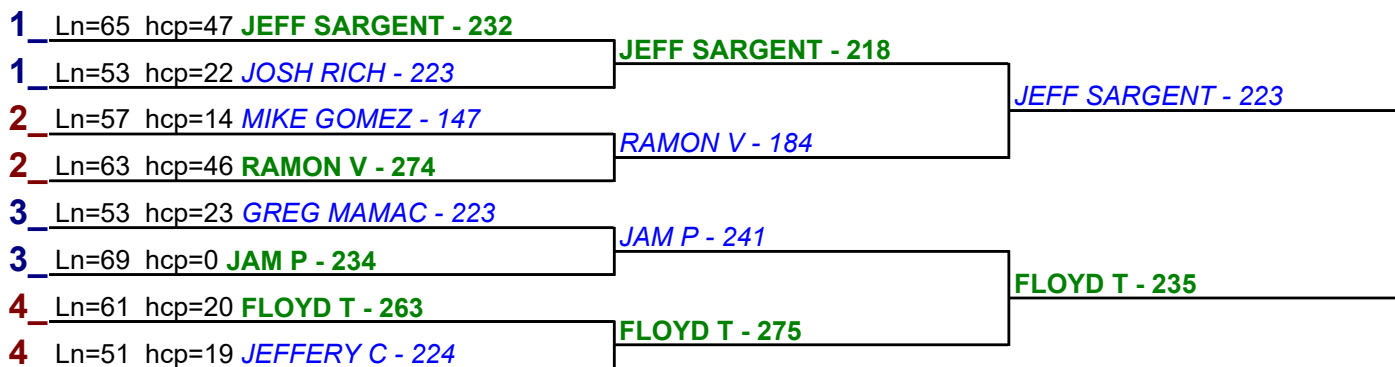 1_ Ln=65 hcp=47 JEFF SARGENT - 232
JEFF SARGENT - 218
1_ Ln=53 hcp=22 JOSH RICH - 223
JEFF SARGENT - 223
2_ Ln=57 hcp=14 MIKE GOMEZ - 147
RAMON V - 184
2_ Ln=63 hcp=46 RAMON V - 274
3_ Ln=53 hcp=23 GREG MAMAC - 223
JAM P - 241
3_ Ln=69 hcp=0 JAM P - 234
FLOYD T - 235
4_ Ln=61 hcp=20 FLOYD T - 263
FLOYD T - 275
4 Ln=51 hcp=19 JEFFERY C - 224